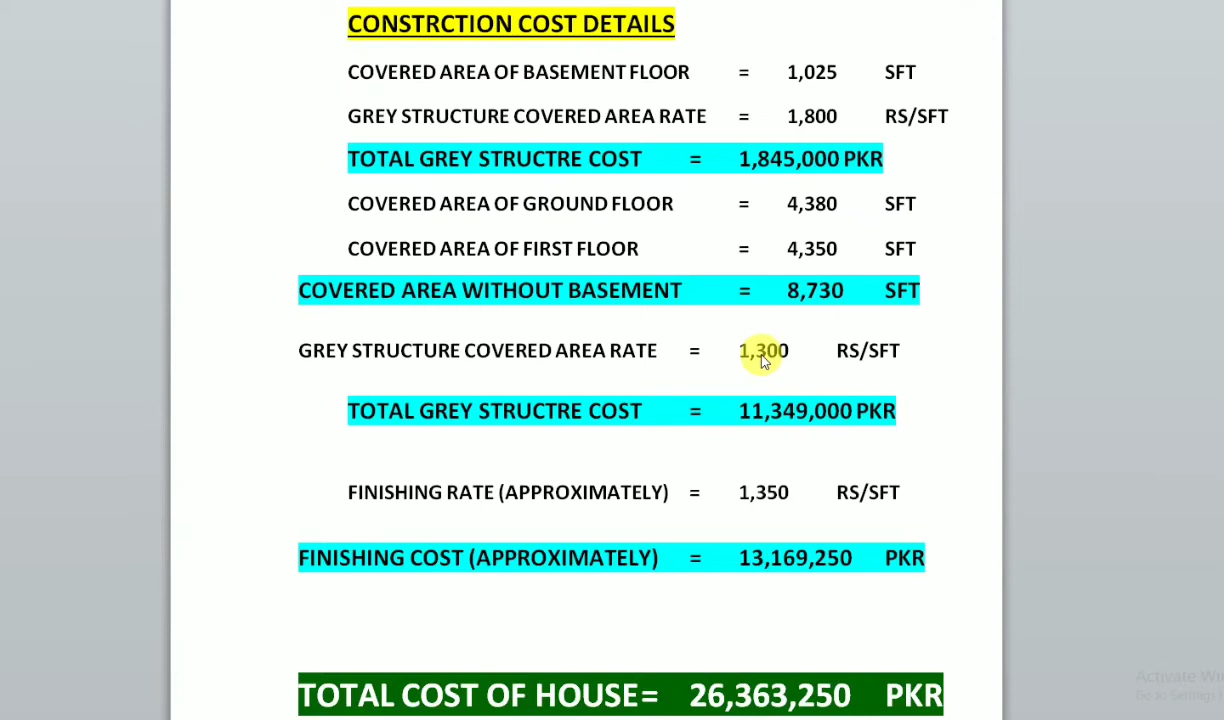 CONSTRCTION COST DETAILS
COVERED AREA OF BASEMENT FLOOR = 1,025 SFT
GREY STRUCTURE COVERED AREA RATE = 1,800 RS/SFT
TOTAL GREY STRUCTRE COST = 1,845,000 PKR
COVERED AREA OF GROUND FLOOR = 4,380 SFT
COVERED AREA OF FIRST FLOOR = 4,350 SFT
COVERED AREA WITHOUT BASEMENT = 8,730 SFT
GREY STRUCTURE COVERED AREA RATE = 1,300 RS/SFT
TOTAL GREY STRUCTRE COST = 11,349,000 PKR
FINISHING RATE (APPROXIMATELY) = 1,350 RS/SFT
FINISHING COST (APPROXIMATELY) = 13,169,250 PKR
Activate
Go to Settings
TOTAL COST OF HOUSE= 26,363,250 PKR